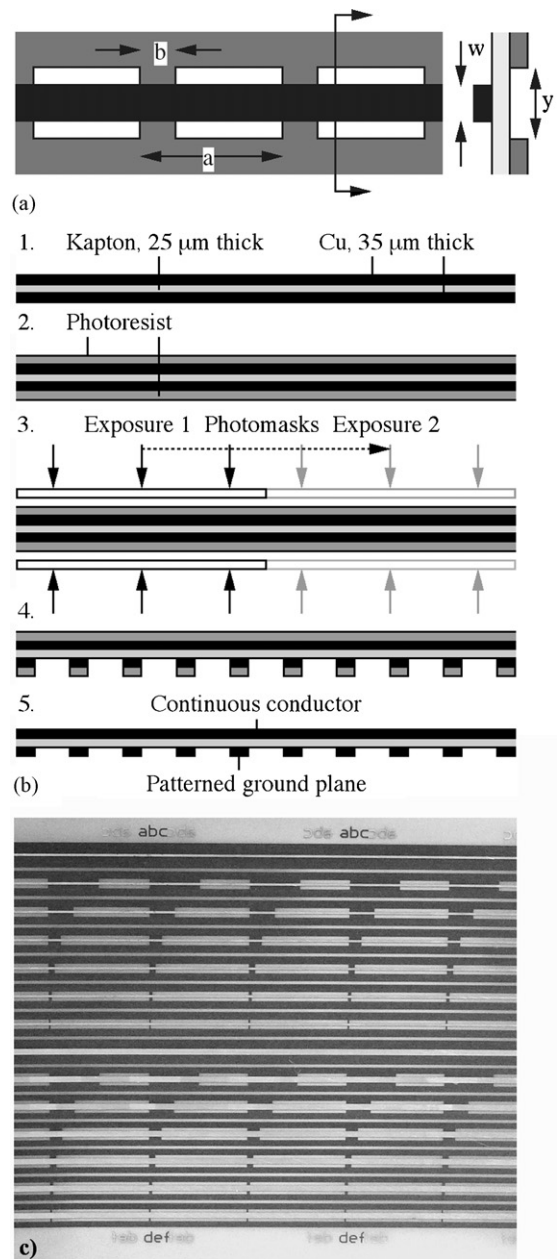 b
w
y
a
(a)
1. Kapton, 25 μm thick Cu, 35 μm thick
2. Photoresist
3. Exposure 1 Photomasks Exposure 2
4.
5. Continuous conductor
(b) Patterned ground plane
abc abc
def def
c)